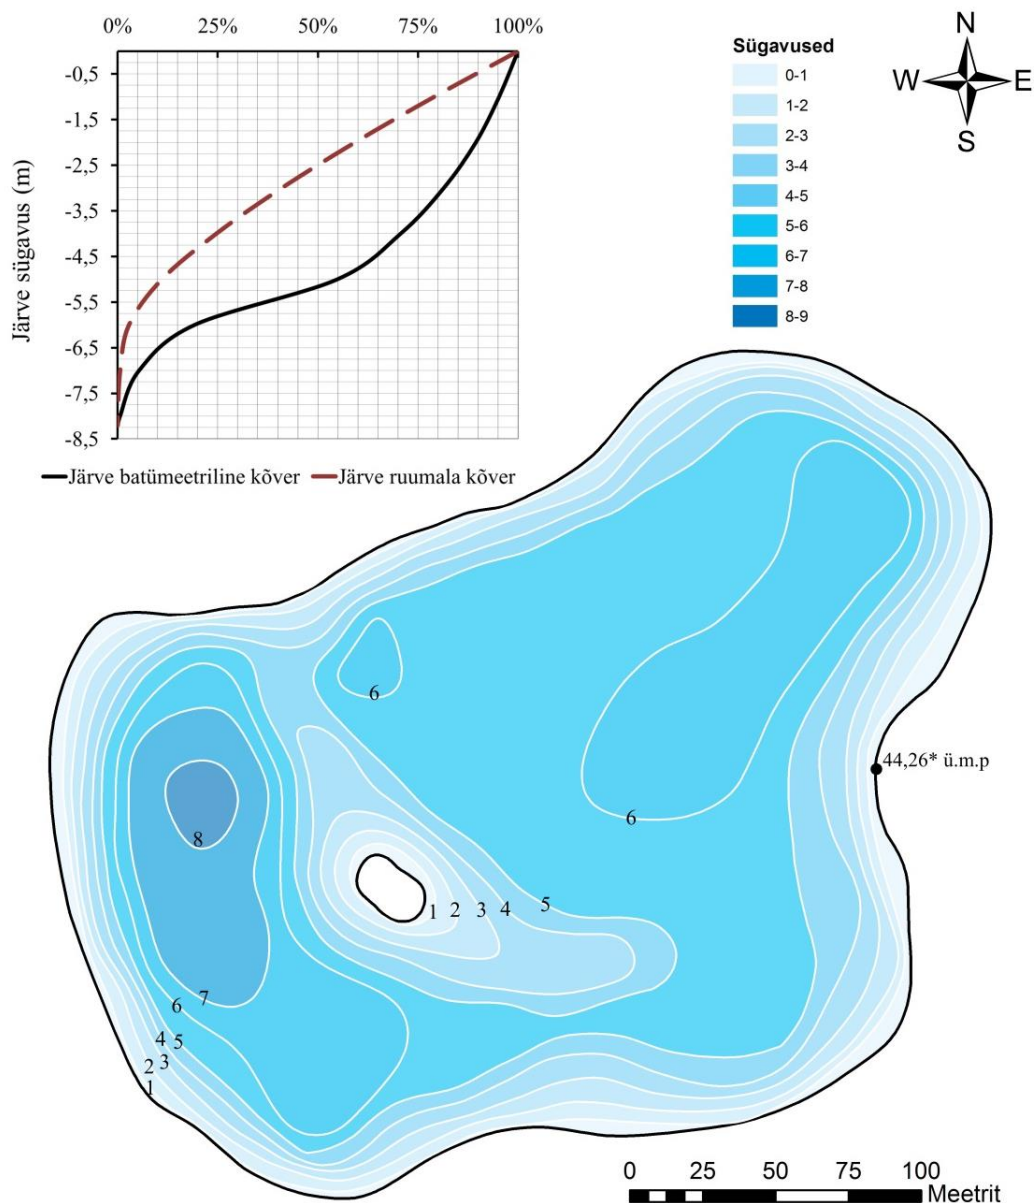 0% 25% 50% 75% 100%
-0,5
-1,5
-2,5
-3,5
-4,5
-5,5
-6,5
-7,5
-8,5
Järve sügavus (m)
Järve batümeetriline kõver Järve ruumala kõver
Sügavused
0-1
1-2
2-3
3-4
4-5
5-6
6-7
7-8
8-9
N
W E
S
6
44,26* ü.m.p
6
8
1 2 3 4 5
6 7
4 5
2 3
1
0 25 50 75 100
Meetrit